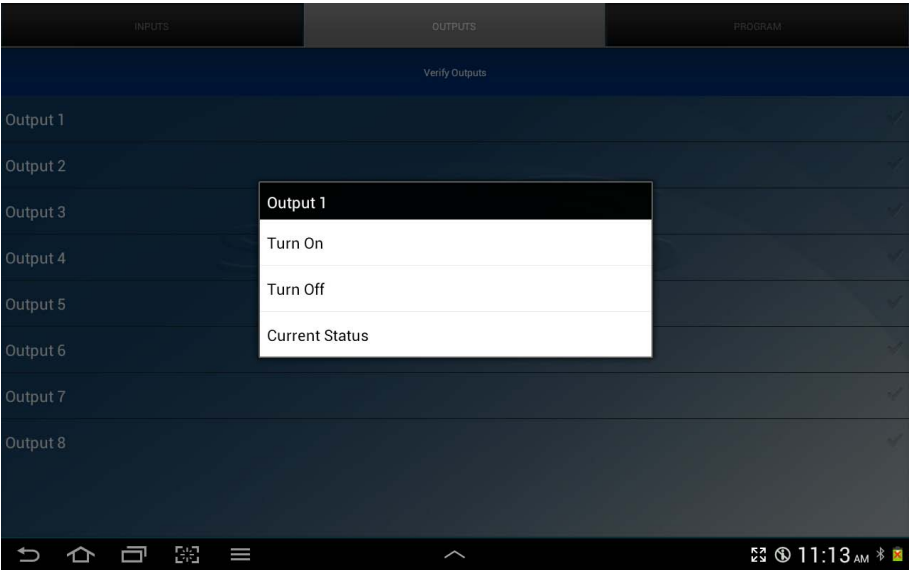 INPUTS OUTPUTS PROGRAM
Verify Outputs
Output 1
Output 2
Output 3
Output 4
Output 5
Output 6
Output 7
Output 8
Output 1
Turn On
Turn Off
Current Status
11:13 AM